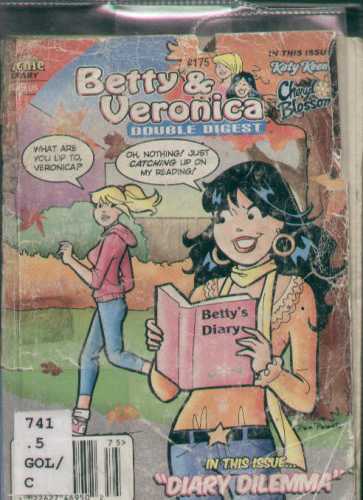 #175
IN THIS ISSUE
Betty &
Veronica
DOUBLE DIGEST
Katy Keene
Cheryl
Blossom
WHAT ARE
YOU UP TO,
VERONICA?
OH, NOTHING! JUST
CATCHING UP ON
MY READING!
Betty's
Diary
741
.5
GOL/
C
75>
IN THIS ISSUE...
"DIARY DILEMMA"